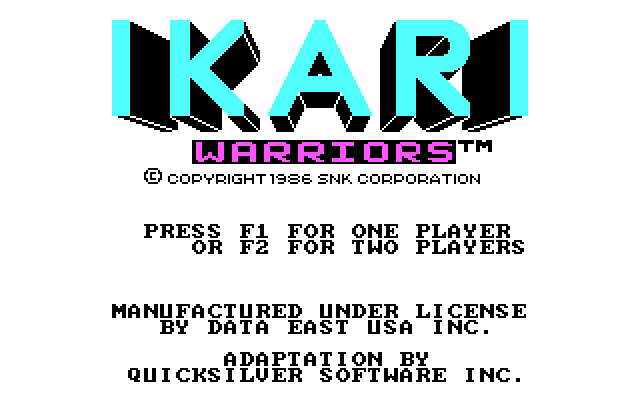 IKARI
WARRIORS™
© COPYRIGHT 1986 SNK CORPORATION
PRESS F1 FOR ONE PLAYER
OR F2 FOR TWO PLAYERS
MANUFACTURED UNDER LICENSE
BY DATA EAST USA INC.
ADAPTATION BY
QUICKSILVER SOFTWARE INC.